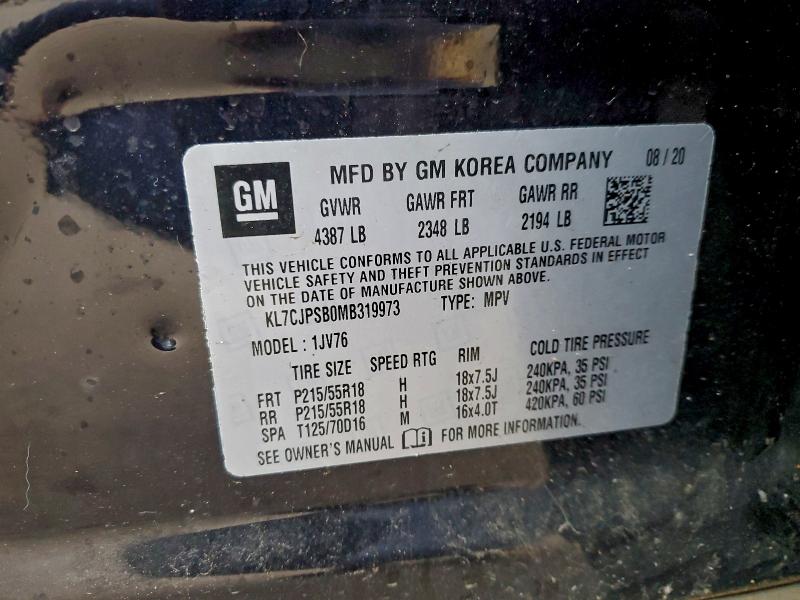 GM
MFD BY GM KOREA COMPANY 08 / 20
GVWR GAWR FRT GAWR RR
4387 LB 2348 LB 2194 LB
THIS VEHICLE CONFORMS TO ALL APPLICABLE U.S. FEDERAL MOTOR
VEHICLE SAFETY AND THEFT PREVENTION STANDARDS IN EFFECT
ON THE DATE OF MANUFACTURE SHOWN ABOVE.
KL7CJPSB0MB319973 TYPE: MPV
MODEL : 1JV76
TIRE SIZE SPEED RTG RIM COLD TIRE PRESSURE
FRT P215/55R18 H 18x7.5J 240KPA, 35 PSI
RR P215/55R18 H 18x7.5J 240KPA, 35 PSI
SPA T125/70D16 M 16x4.0T 420KPA, 60 PSI
SEE OWNER'S MANUAL FOR MORE INFORMATION.